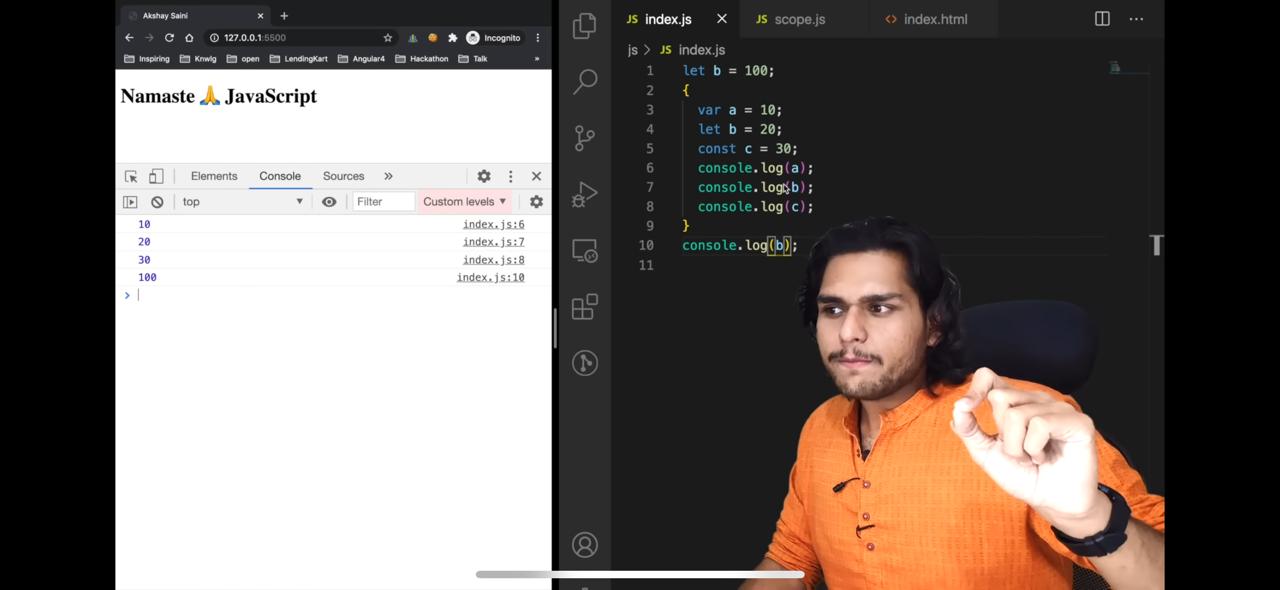 Akshay Saini
127.0.0.1:5500
Incognito
Inspiring Knwlg open LendingKart Angular4 Hackathon Talk »
Namaste 🙏 JavaScript
Elements Console Sources »
top Filter Custom levels
10 index.js:6
20 index.js:7
30 index.js:8
100 index.js:10
JS index.js JS scope.js <> index.html
js > JS index.js
1 let b = 100;
2 {
3 var a = 10;
4 let b = 20;
5 const c = 30;
6 console.log(a);
7 console.log(b);
8 console.log(c);
9 }
10 console.log(b);
11
T